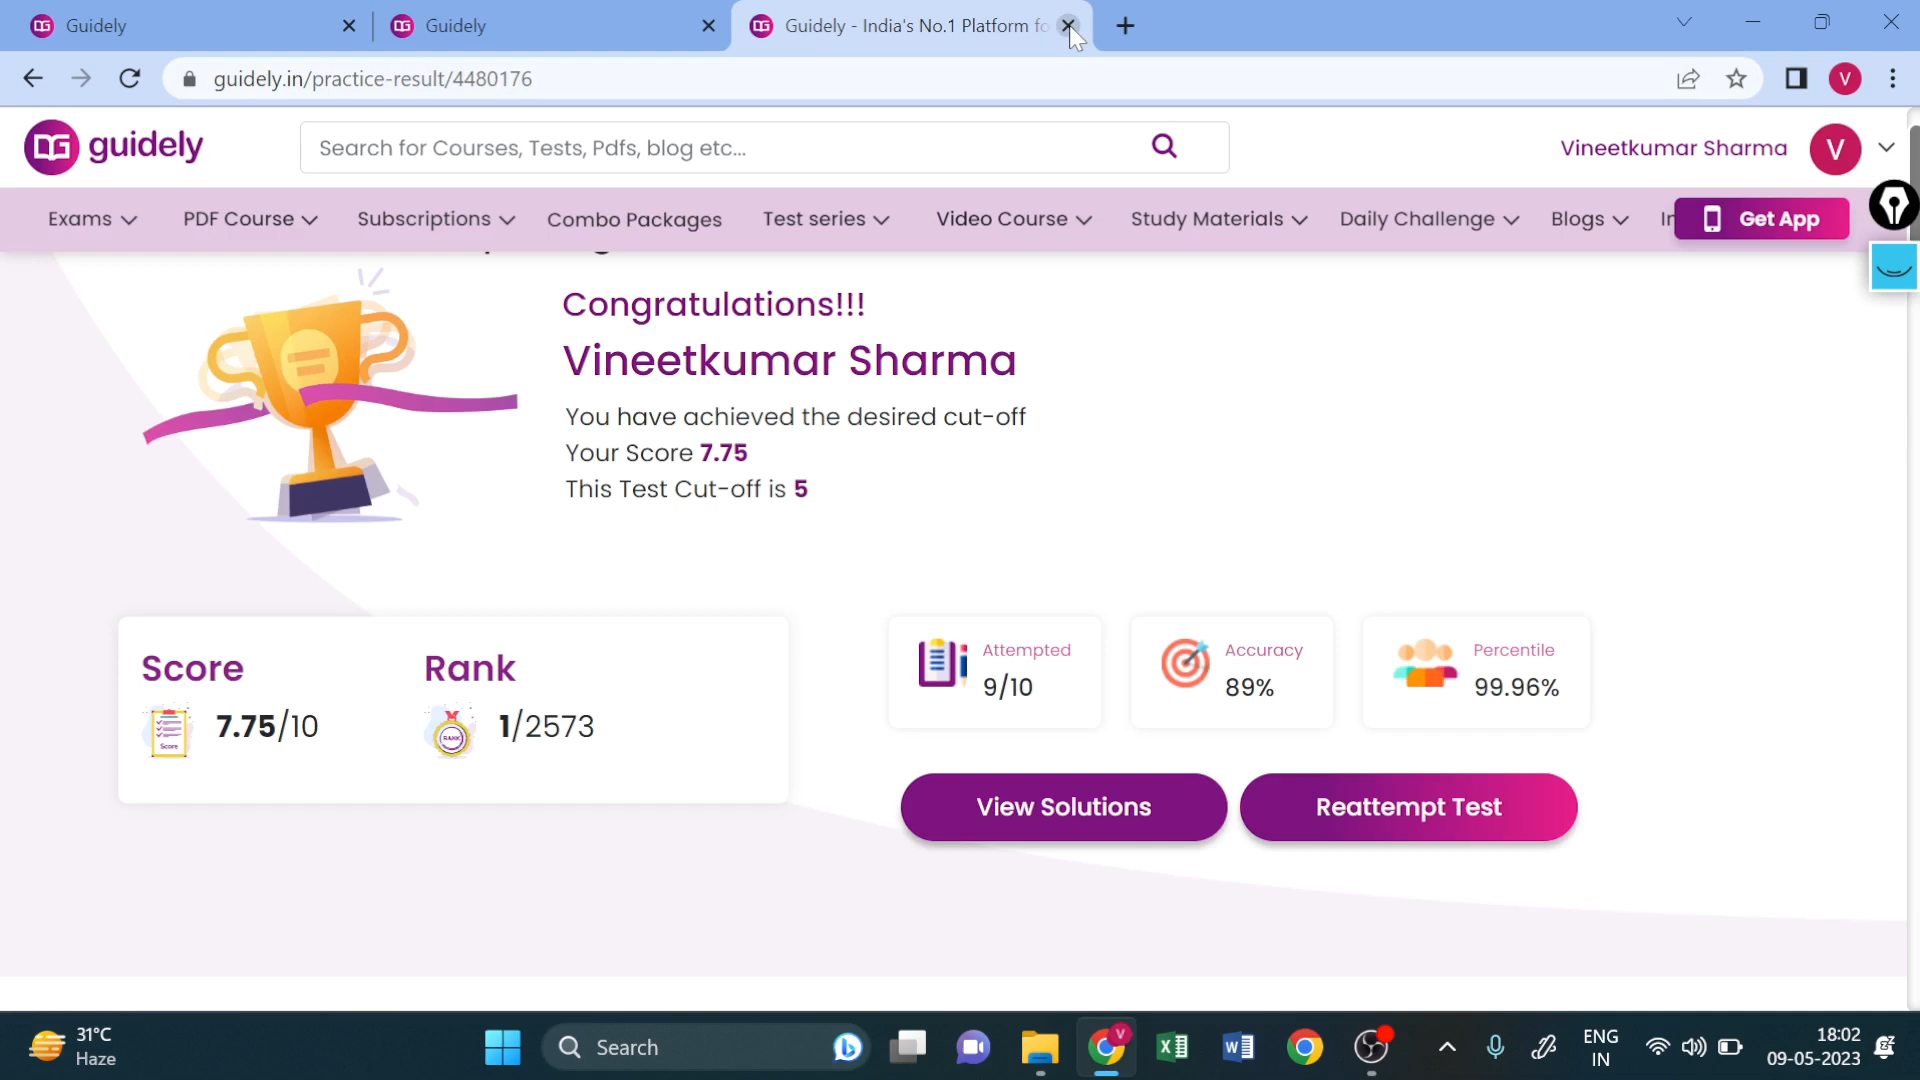 Guidely
Guidely
Guidely - India's No.1 Platform fo
guidely.in/practice-result/4480176
V
guidely
Search for Courses, Tests, Pdfs, blog etc...
Vineetkumar Sharma
V
Exams
PDF Course
Subscriptions
Combo Packages
Test series
Video Course
Study Materials
Daily Challenge
Blogs
Get App
Congratulations!!!
Vineetkumar Sharma
You have achieved the desired cut-off
Your Score 7.75
This Test Cut-off is 5
Score
Rank
Score
7.75/10
RANK
1/2573
Attempted
9/10
Accuracy
89%
Percentile
99.96%
View Solutions
Reattempt Test
31°C
Haze
Search
V
ENG
IN
18:02
09-05-2023